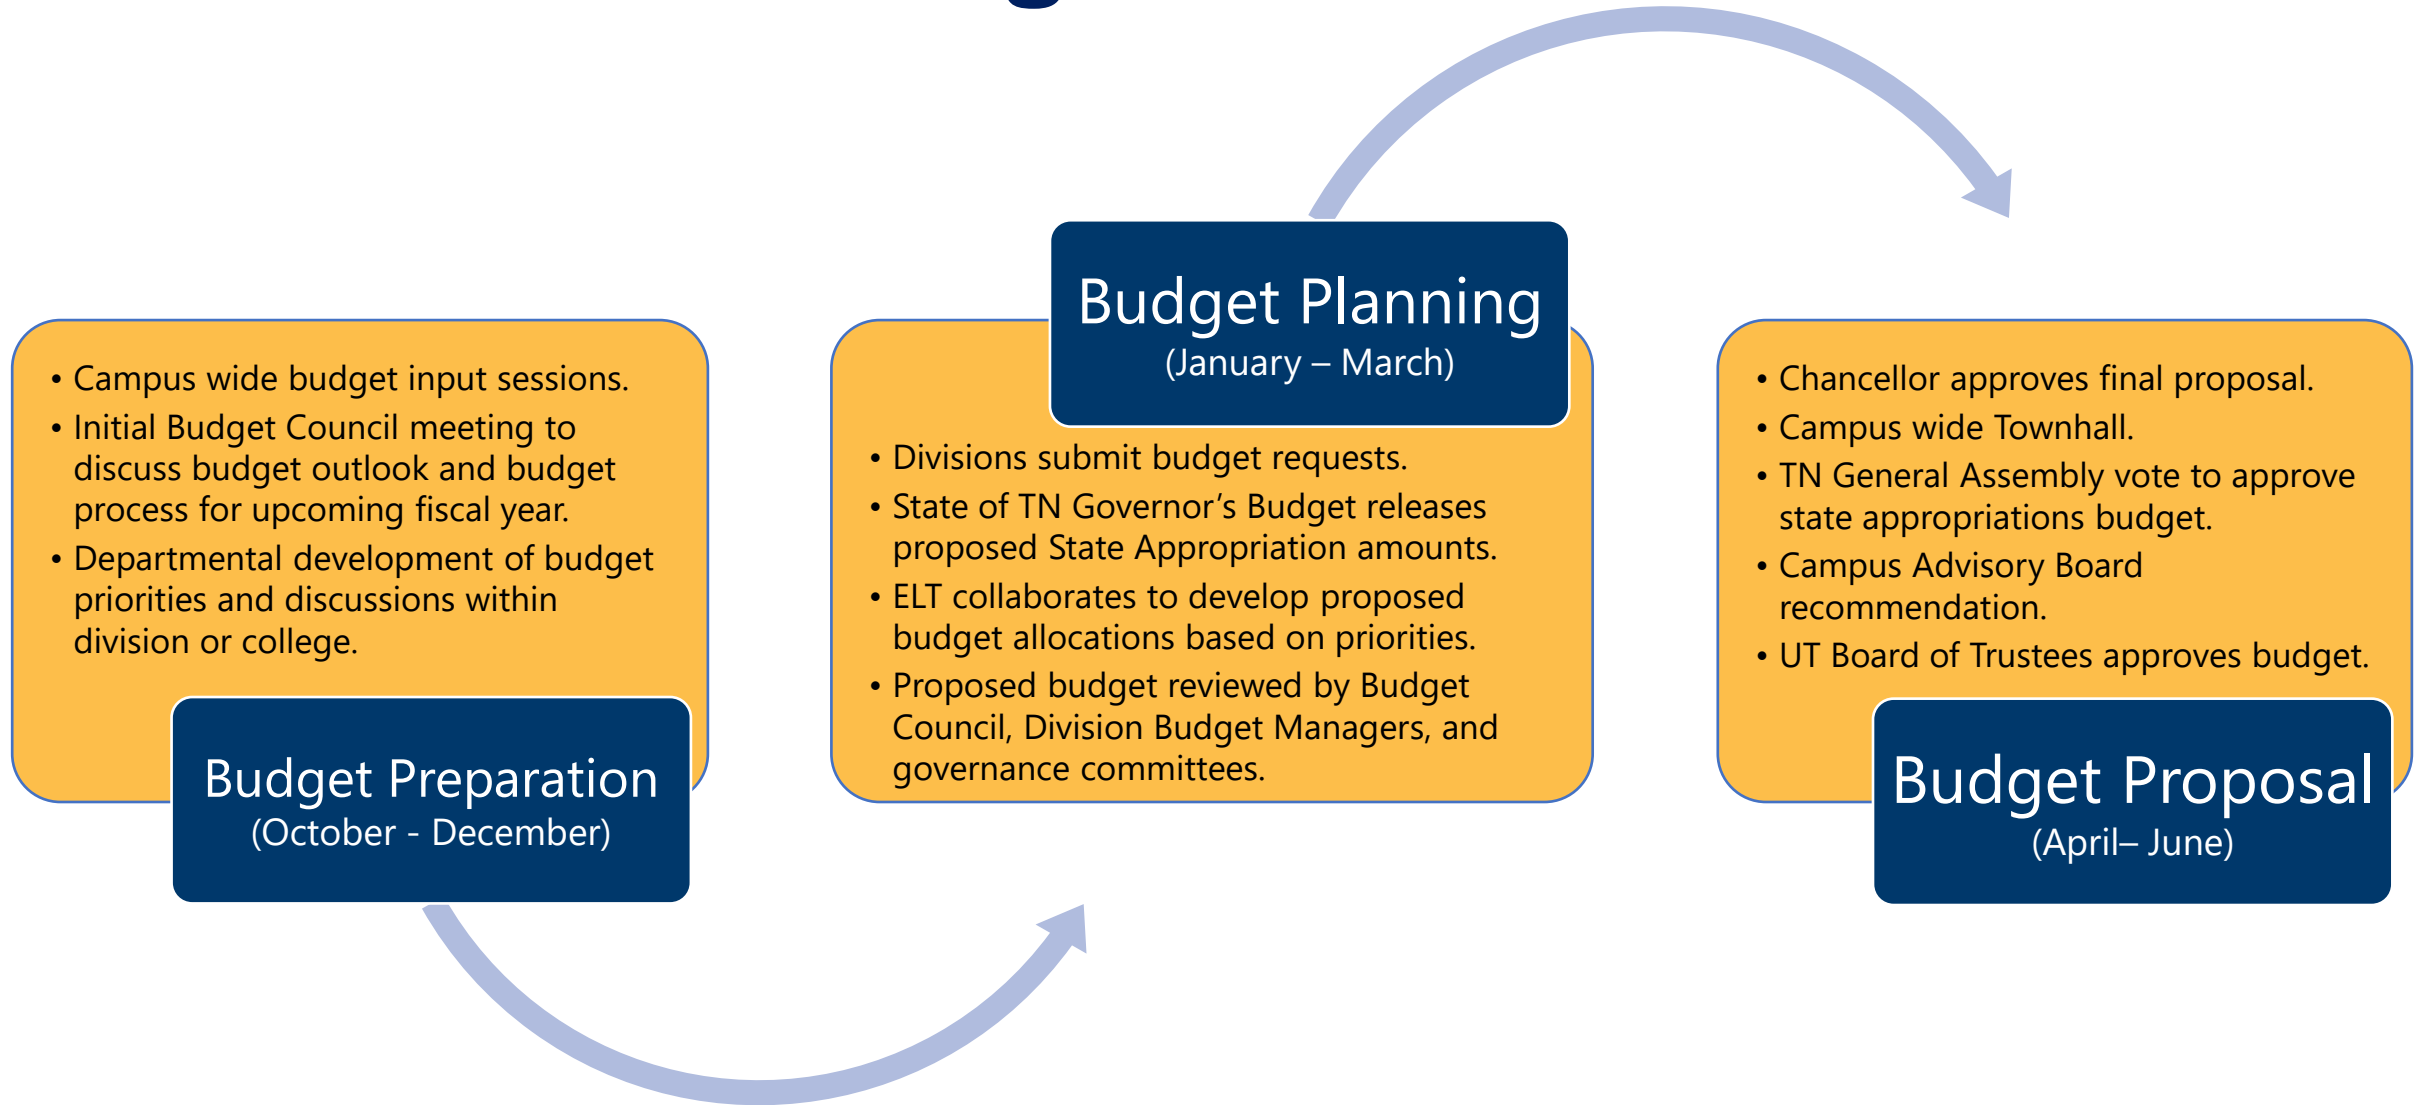 • Campus wide budget input sessions.
• Initial Budget Council meeting to
discuss budget outlook and budget
process for upcoming fiscal year.
• Departmental development of budget
priorities and discussions within
division or college.
Budget Preparation
(October - December)
Budget Planning
(January – March)
• Divisions submit budget requests.
• State of TN Governor’s Budget releases
proposed State Appropriation amounts.
• ELT collaborates to develop proposed
budget allocations based on priorities.
• Proposed budget reviewed by Budget
Council, Division Budget Managers, and
governance committees.
• Chancellor approves final proposal.
• Campus wide Townhall.
• TN General Assembly vote to approve
state appropriations budget.
• Campus Advisory Board
recommendation.
• UT Board of Trustees approves budget.
Budget Proposal
(April– June)